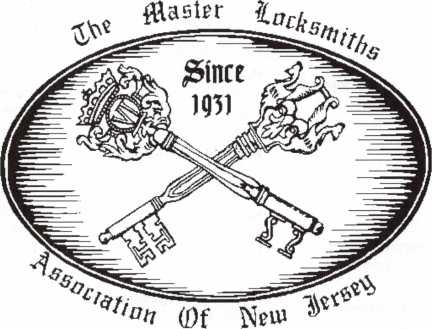 The Master Locksmiths
Since
1931
Association Of New Jersey